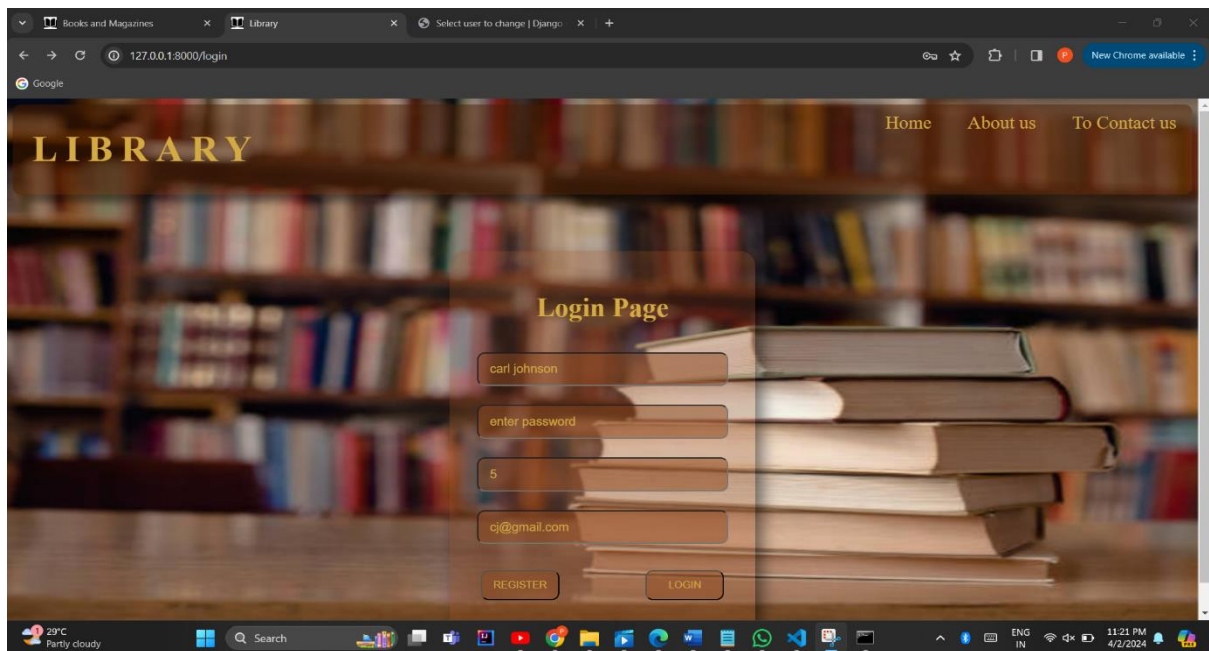 Books and Magazines
Library
Select user to change | Django
127.0.0.1:8000/login
New Chrome available
Google
LIBRARY
Home About us To Contact us
Login Page
carl johnson
enter password
5
cj@gmail.com
REGISTER LOGIN
29°C
Partly cloudy
Search
ENG
IN
11:21 PM
4/2/2024